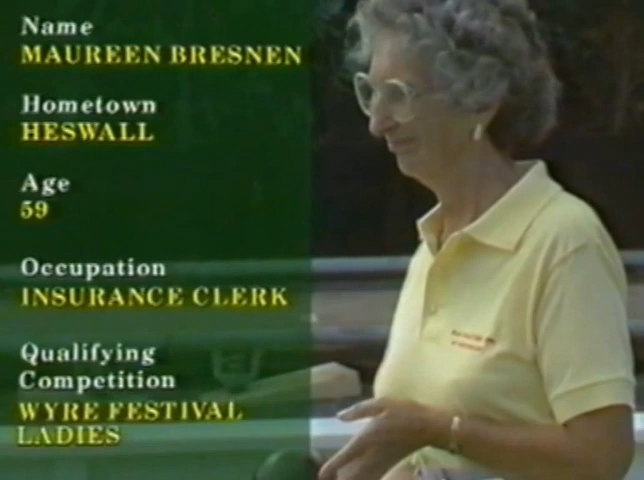 Name
MAUREEN BRESNEN
Hometown
HESWALL
Age
59
Occupation
INSURANCE CLERK
Qualifying
Competition
WYRE FESTIVAL
LADIES